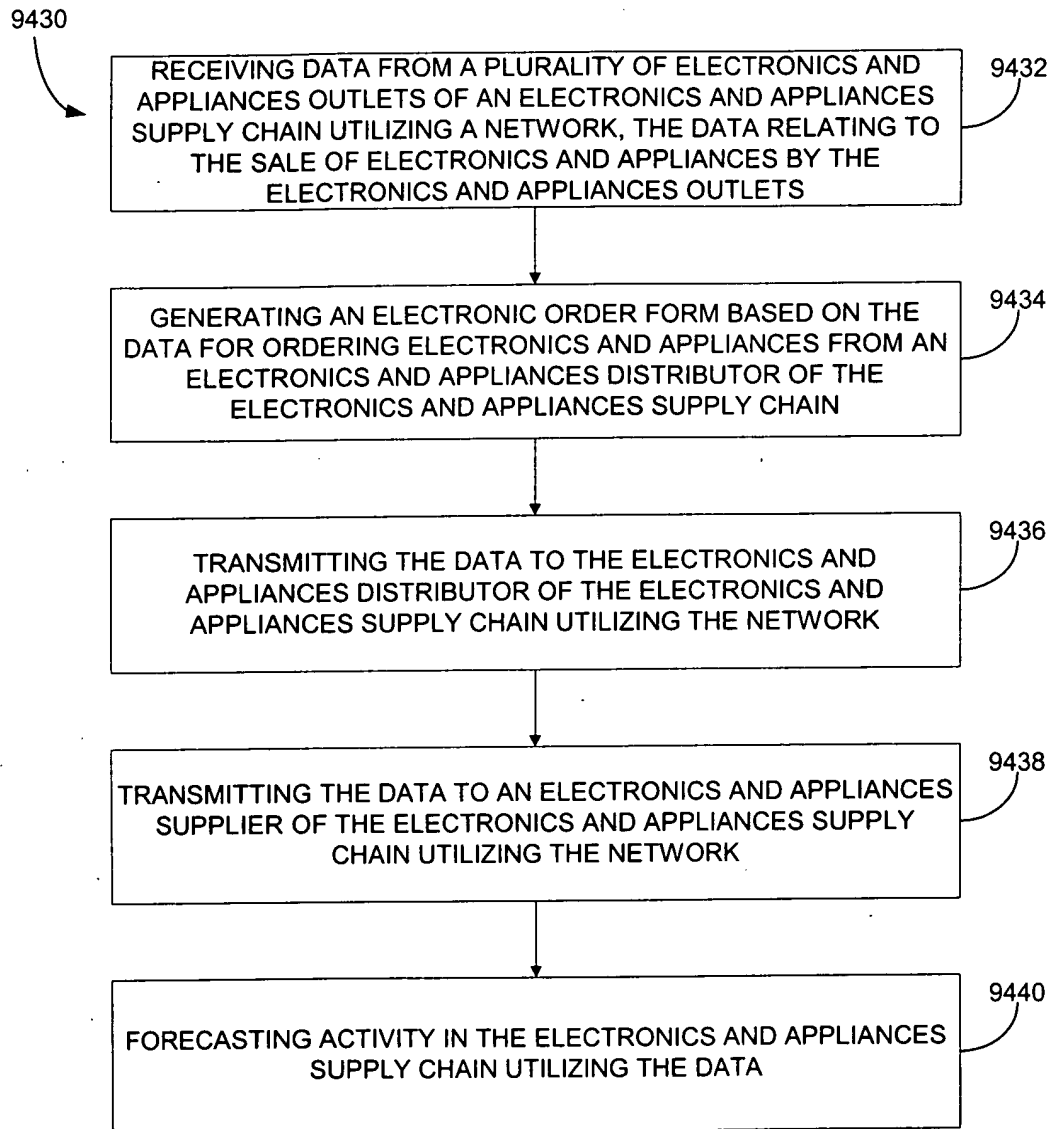 9430
RECEIVING DATA FROM A PLURALITY OF ELECTRONICS AND
APPLIANCES OUTLETS OF AN ELECTRONICS AND APPLIANCES
SUPPLY CHAIN UTILIZING A NETWORK, THE DATA RELATING TO
THE SALE OF ELECTRONICS AND APPLIANCES BY THE
ELECTRONICS AND APPLIANCES OUTLETS
9432
GENERATING AN ELECTRONIC ORDER FORM BASED ON THE
DATA FOR ORDERING ELECTRONICS AND APPLIANCES FROM AN
ELECTRONICS AND APPLIANCES DISTRIBUTOR OF THE
ELECTRONICS AND APPLIANCES SUPPLY CHAIN
9434
TRANSMITTING THE DATA TO THE ELECTRONICS AND
APPLIANCES DISTRIBUTOR OF THE ELECTRONICS AND
APPLIANCES SUPPLY CHAIN UTILIZING THE NETWORK
9436
TRANSMITTING THE DATA TO AN ELECTRONICS AND APPLIANCES
SUPPLIER OF THE ELECTRONICS AND APPLIANCES SUPPLY
CHAIN UTILIZING THE NETWORK
9438
FORECASTING ACTIVITY IN THE ELECTRONICS AND APPLIANCES
SUPPLY CHAIN UTILIZING THE DATA
9440